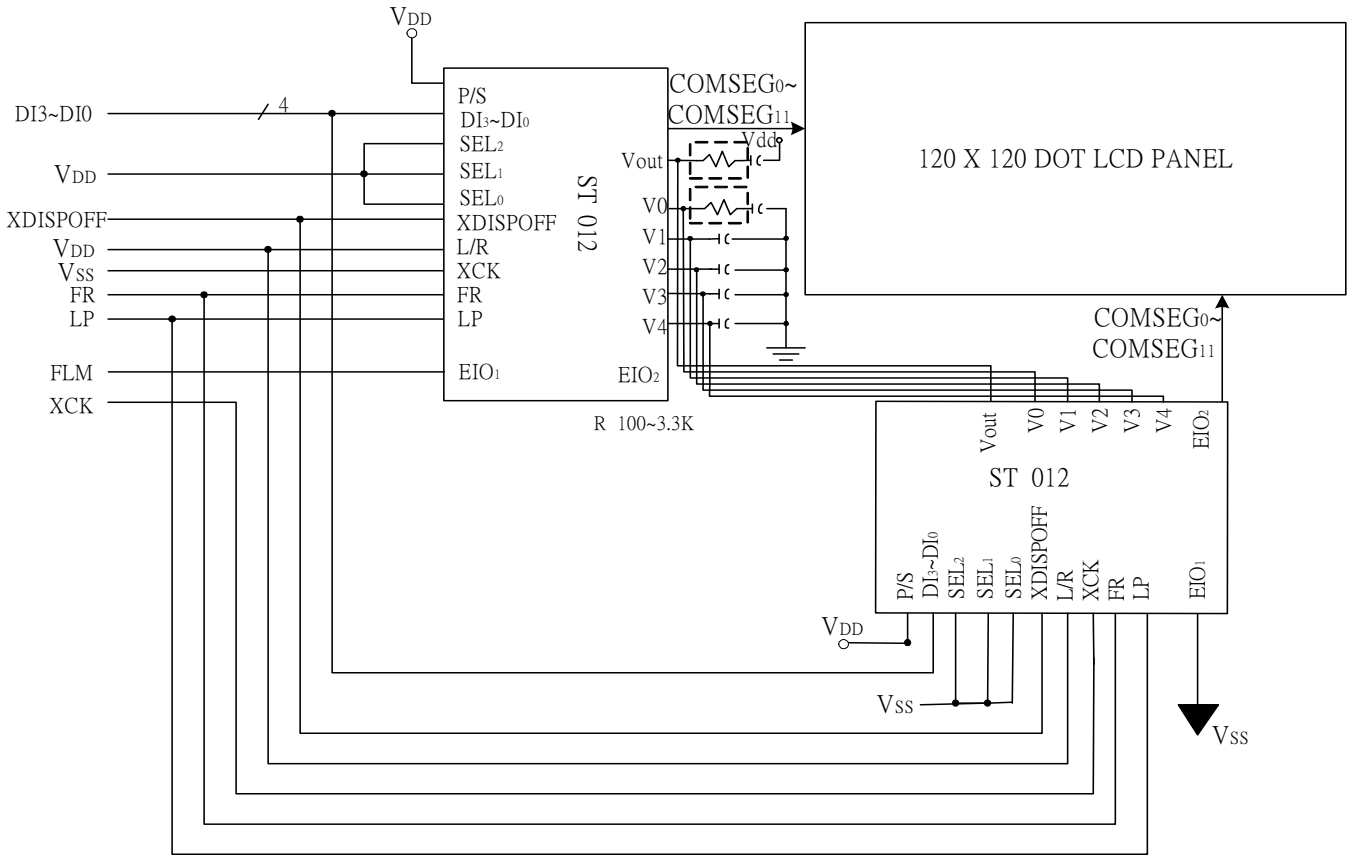 VDD
DI3~DI0
4
VDD
XDISPOFF
VDD
VSS
FR
LP
FLM
XCK
P/S
DI3~DI0
SEL2
SEL1
SEL0
XDISPOFF
L/R
XCK
FR
LP
EIO1
ST 012
Vout
V0
V1
V2
V3
V4
EIO2
R 100~3.3K
COMSEG0~
COMSEG11
Vdd
120 X 120 DOT LCD PANEL
COMSEG0~
COMSEG11
Vout
V0
V1
V2
V3
V4
EIO2
ST 012
P/S
DI3~DI0
SEL2
SEL1
SEL0
XDISPOFF
L/R
XCK
FR
LP
EIO1
VDD
VSS
VSS